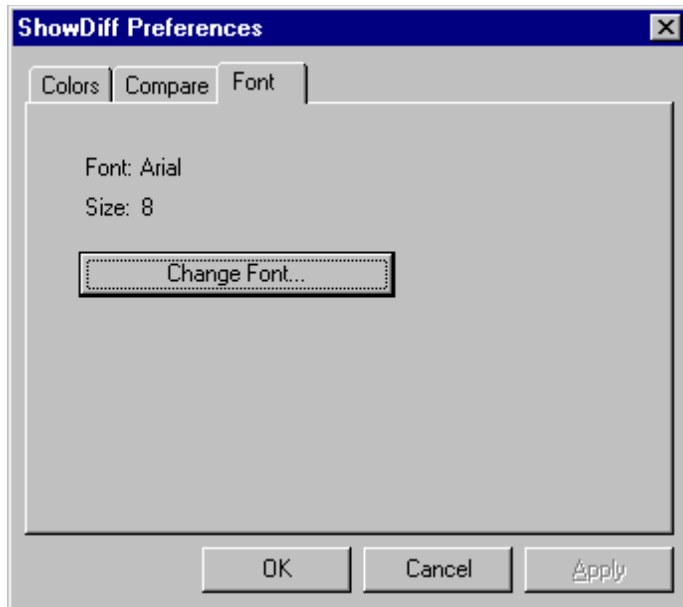 ShowDiff Preferences
Colors Compare Font
Font: Arial
Size: 8
Change Font...
OK Cancel Apply